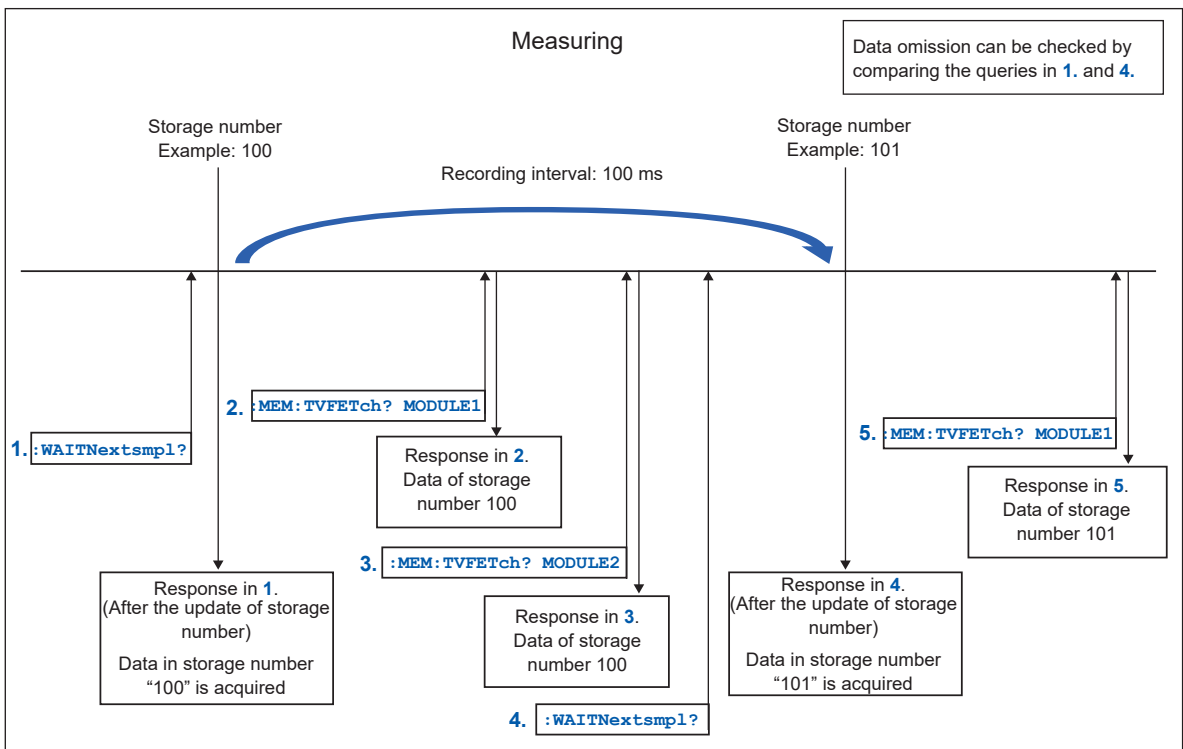 Measuring
Data omission can be checked by
comparing the queries in 1. and 4.
Storage number
Example: 100
Storage number
Example: 101
Recording interval: 100 ms
1. :WAITNextsmpl?
2. :MEM:TVFETch? MODULE1
Response in 2.
Data of storage
number 100
3. :MEM:TVFETch? MODULE2
Response in 1.
(After the update of storage
number)
Data in storage number
“100” is acquired
Response in 3.
Data of storage
number 100
4. :WAITNextsmpl?
Response in 4.
(After the update of storage
number)
Data in storage number
“101” is acquired
5. :MEM:TVFETch? MODULE1
Response in 5.
Data of storage
number 101